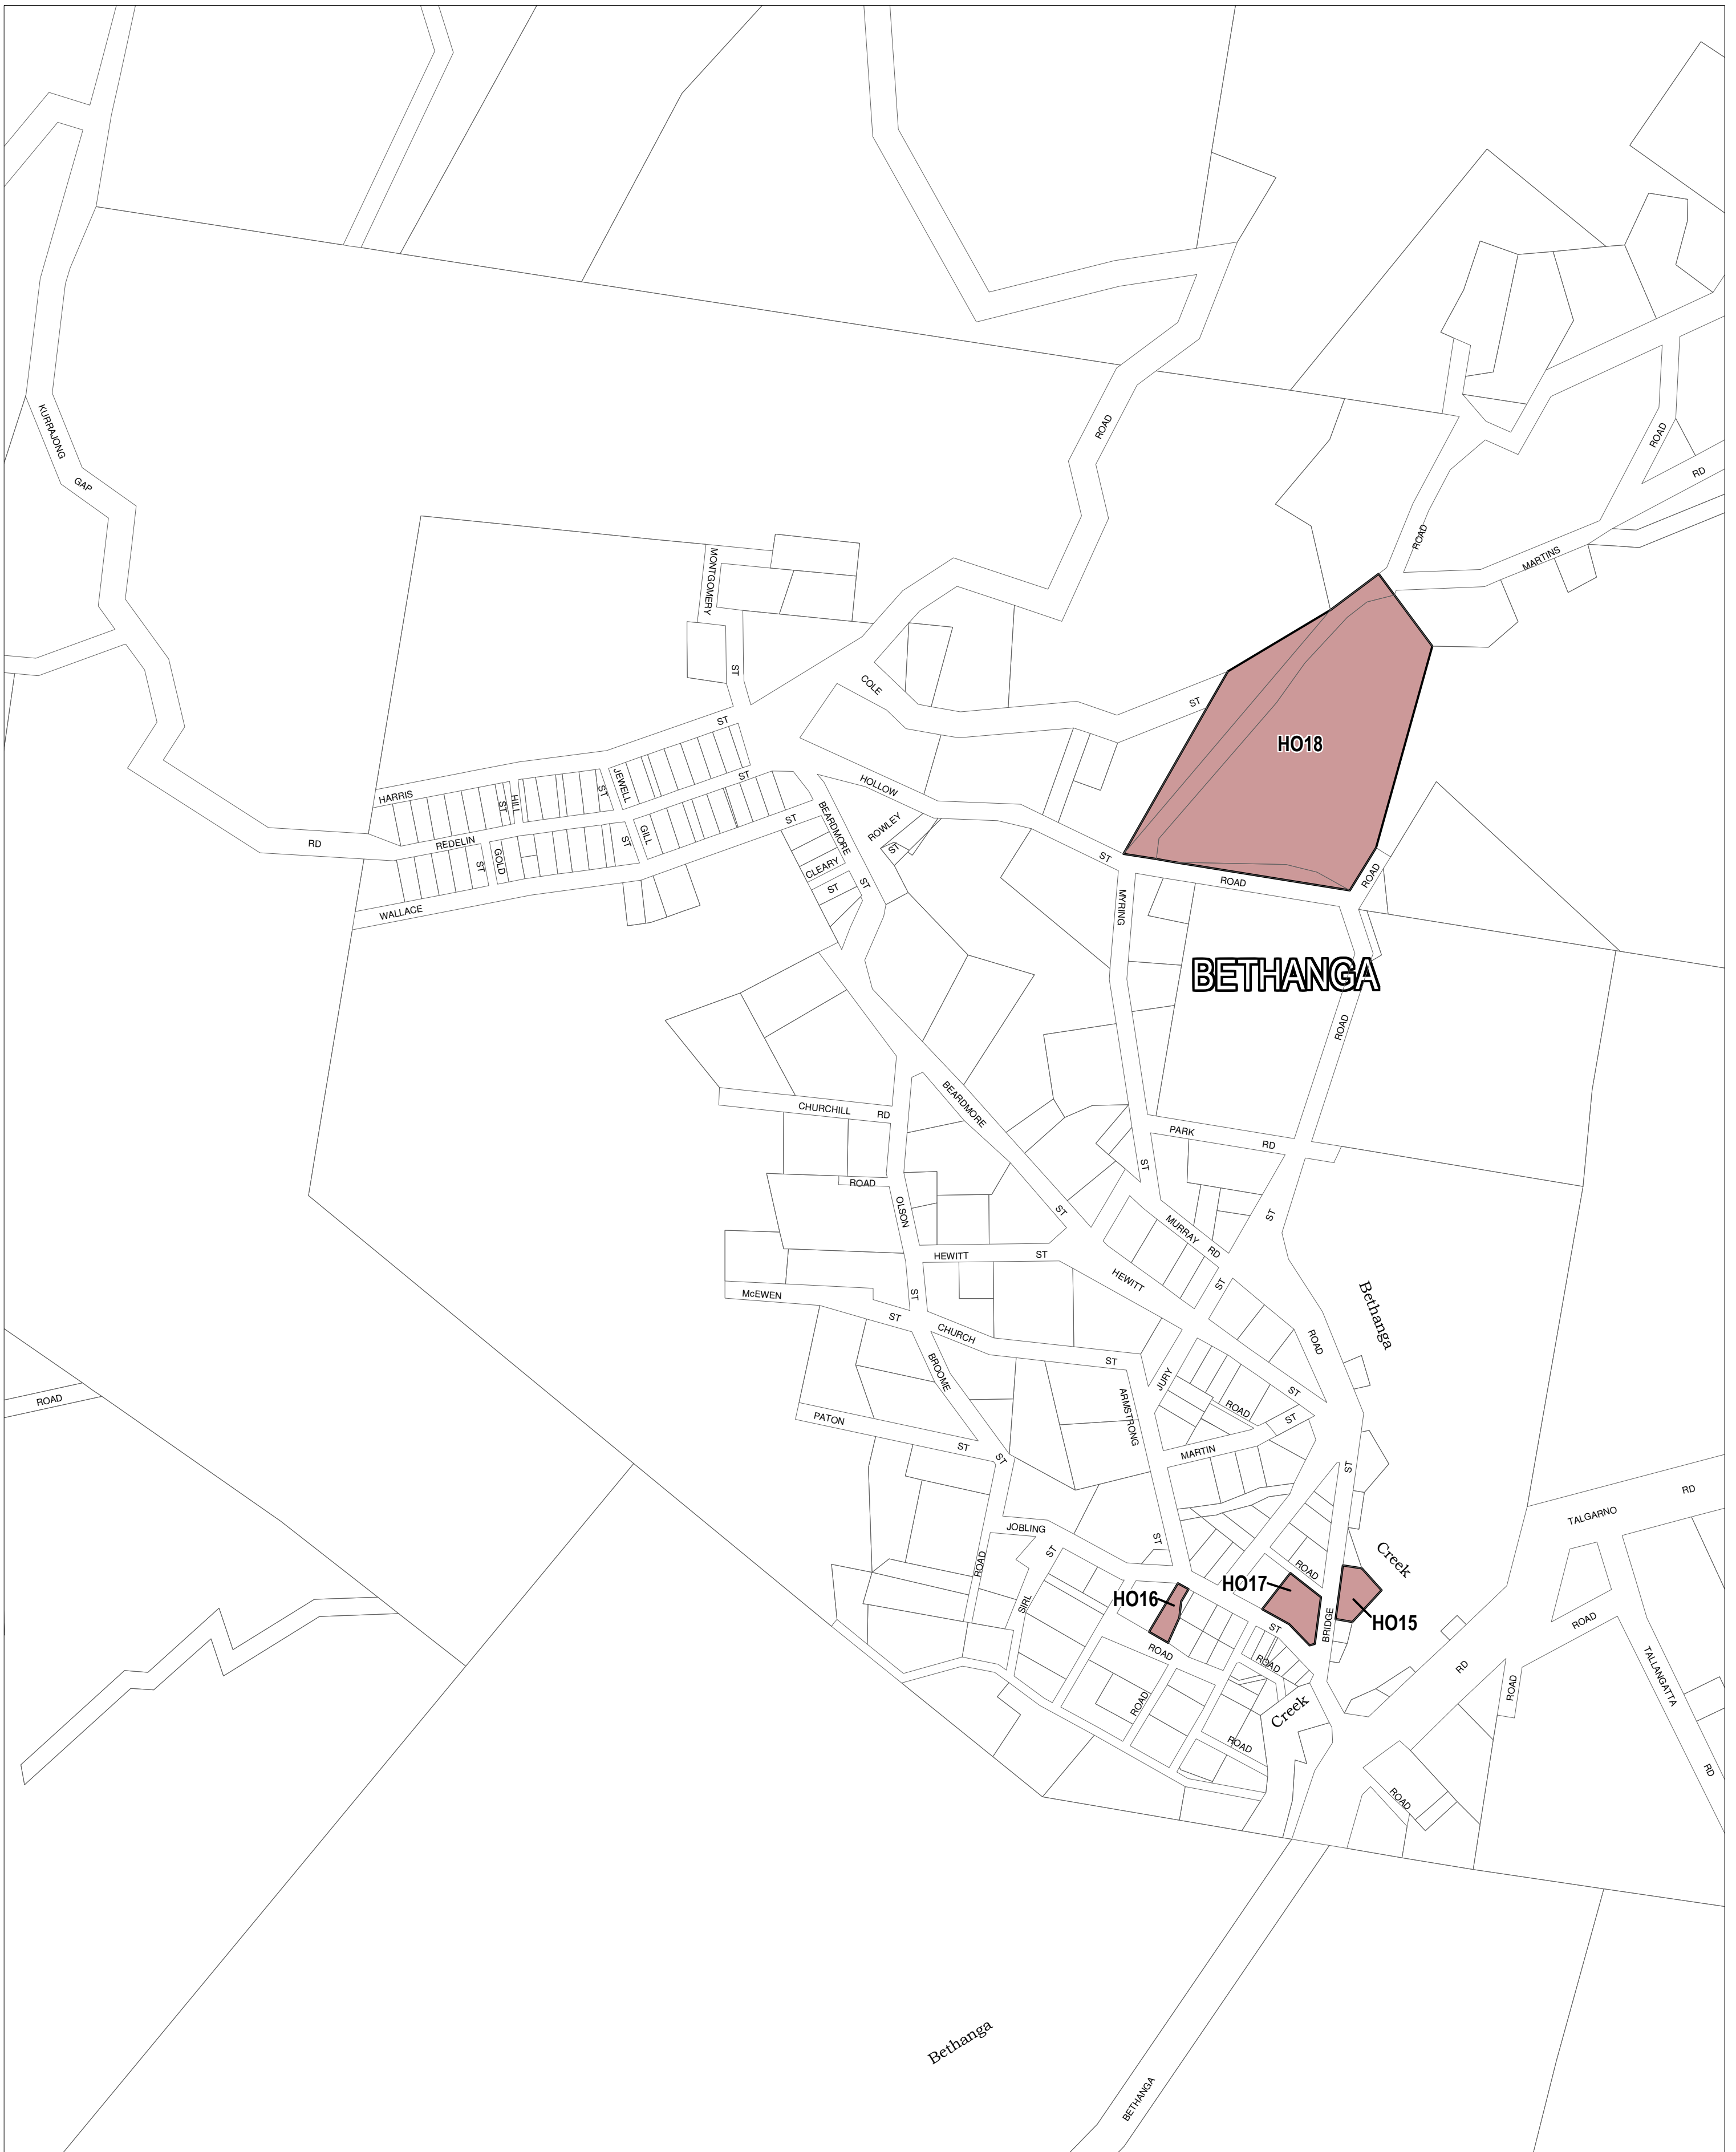 KURRAJONG
GAP
RD
ROAD
ROAD
RD
ROAD
MARTINS
MONTGOMERY
ST
COLE
ST
HO18
ST
HARRIS
ST
HILL
ST
JEWELL
ST
REDELIN
ST
GOLD
ST
GILL
ST
WALLACE
HOLLOW
ST
ROAD
ROAD
BEARDMORE
ST
ROWLEY
ST
CLEARY
ST
MYRING
ST
BETHANGA
ROAD
BEARDMORE
ST
CHURCHILL RD
PARK RD
ROAD
OLSON
ST
ST
MURRAY RD
HEWITT ST
HEWITT
ST
ST
McEWEN
ST
CHURCH
ST
BROOME
ST
ROAD
Bethanga
Creek
JURY
ROAD
ST
ARMSTRONG
ST
MARTIN
PATON
ST
ST
ROAD
TALGARNO RD
JOBLING
ST
ROAD
SIRL
ROAD
HO16
HO17
HO15
BRIDGE
ST
ROAD
ROAD
ROAD
ROAD
Creek
ROAD
RD
ROAD
TALLANGATTA
RD
ROAD
ROAD
Bethanga
BETHANGA